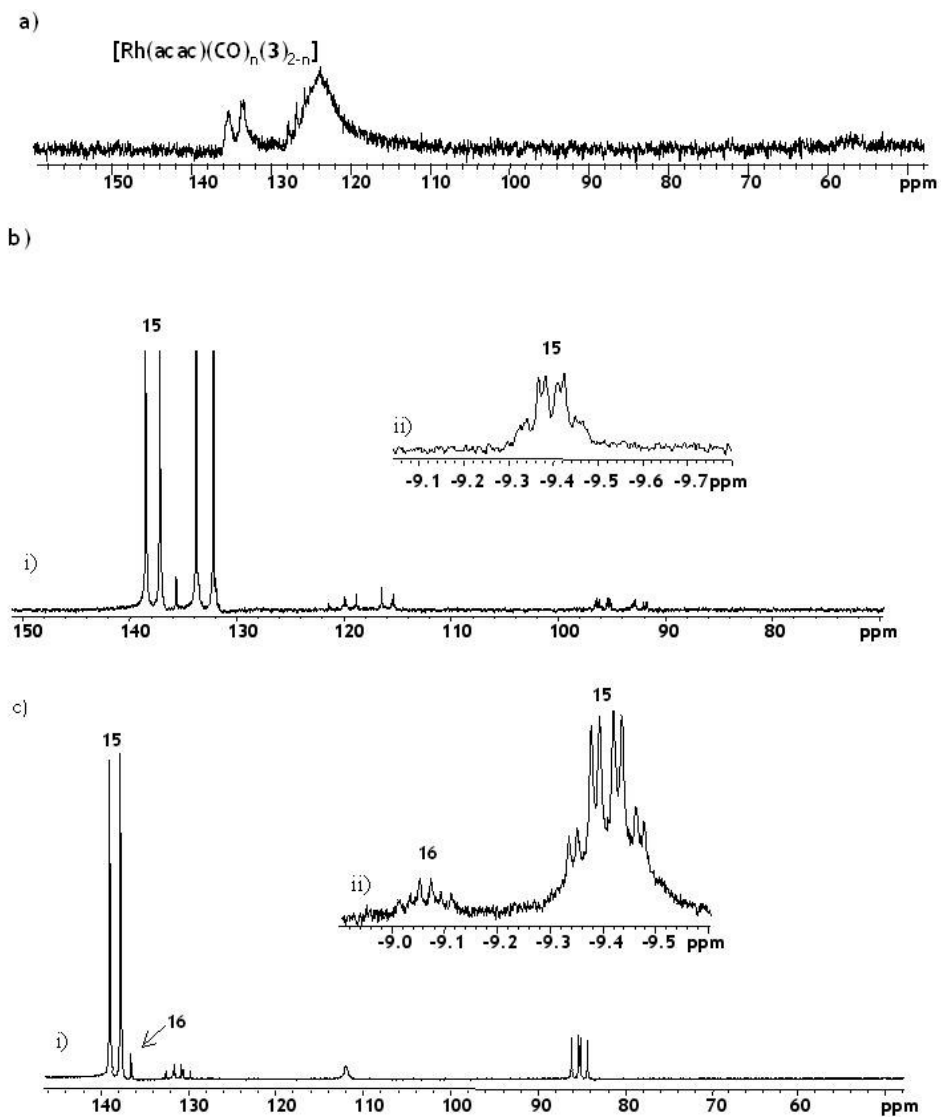 a)
[Rh(acac)(CO)n(3)2-n]
150 140 130 120 110 100 90 80 70 60 ppm
b)
15
15
ii)
-9.1 -9.2 -9.3 -9.4 -9.5 -9.6 -9.7 ppm
i)
150 140 130 120 110 100 90 80 ppm
c)
15
15
16
ii)
-9.0 -9.1 -9.2 -9.3 -9.4 -9.5 ppm
16
i)
140 130 120 110 100 90 80 70 60 ppm